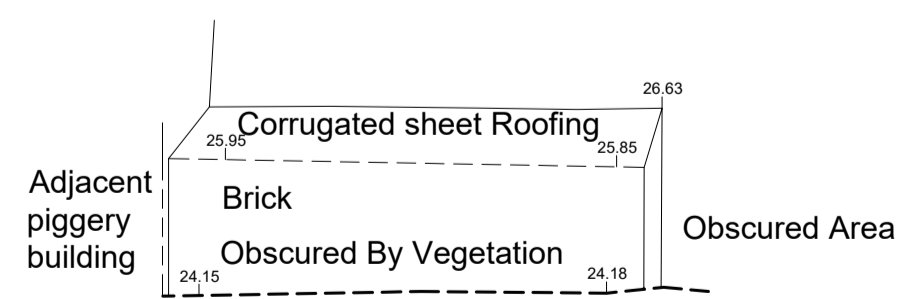 26.63
Corrugated sheet Roofing
25.95
25.85
Adjacent
piggery
building
Brick
Obscured By Vegetation
Obscured Area
24.15
24.18